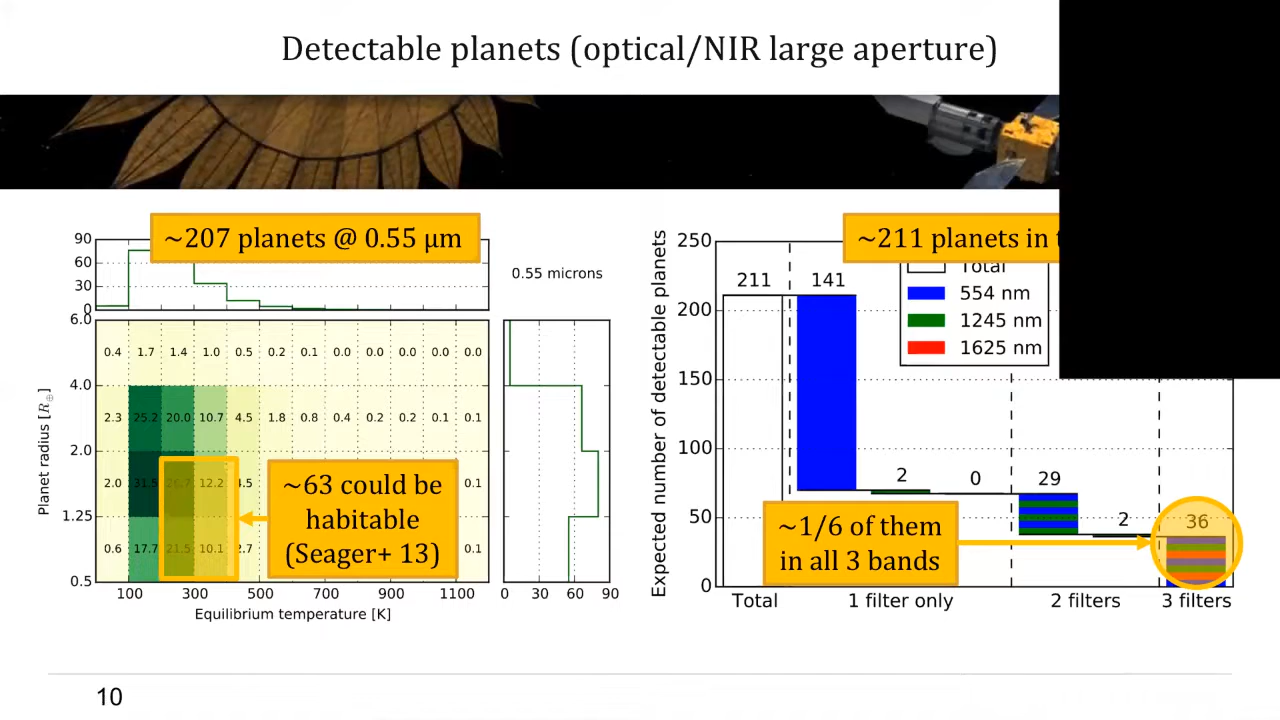 Detectable planets (optical/NIR large aperture)
~207 planets @ 0.55 µm
90
60
30
0
0.55 microns
Planet radius [R⊕]
6.0
4.0
2.0
1.25
0.5
0.4 1.7 1.4 1.0 0.5 0.2 0.1 0.0 0.0 0.0 0.0 0.0
2.3 25.2 20.0 10.7 4.5 1.8 0.8 0.4 0.2 0.2 0.1 0.1
2.0 31.5 26.7 12.2 4.5 0.1
0.6 17.7 21.5 10.1 2.7 0.1
~63 could be
habitable
(Seager+ 13)
100 300 500 700 900 1100
Equilibrium temperature [K]
0 30 60 90
~211 planets in
Expected number of detectable planets
250
200
150
100
50
0
Total
554 nm
1245 nm
1625 nm
211 141 2 0 29 2 36
~1/6 of them
in all 3 bands
Total 1 filter only 2 filters 3 filters
10